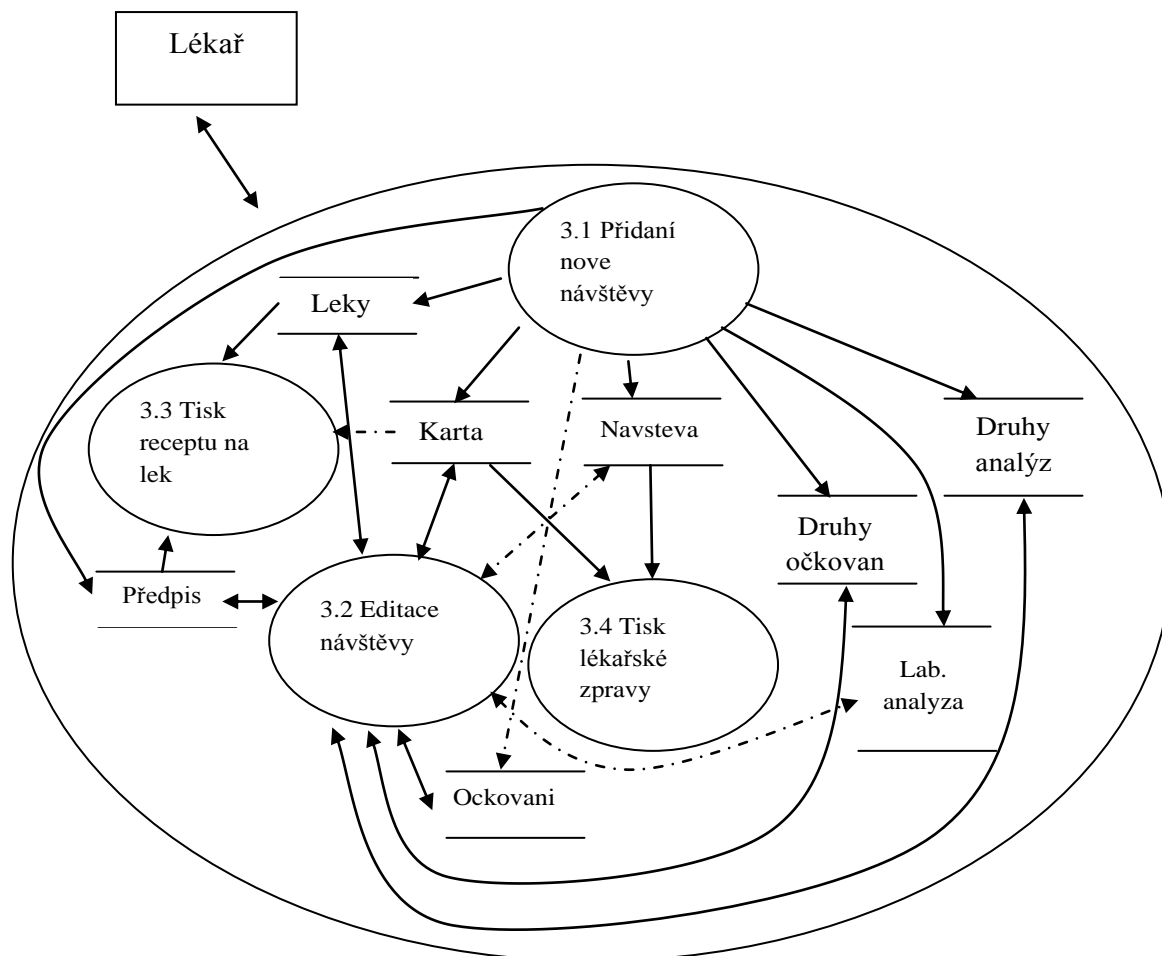 Lékař
3.1 Přidaní
nove
návštěvy
Leky
3.3 Tisk
receptu na
lek
Karta
Navsteva
Druhy
analýz
Druhy
očkovan
Předpis
3.2 Editace
návštěvy
3.4 Tisk
lékařské
zpravy
Lab.
analyza
Ockovani